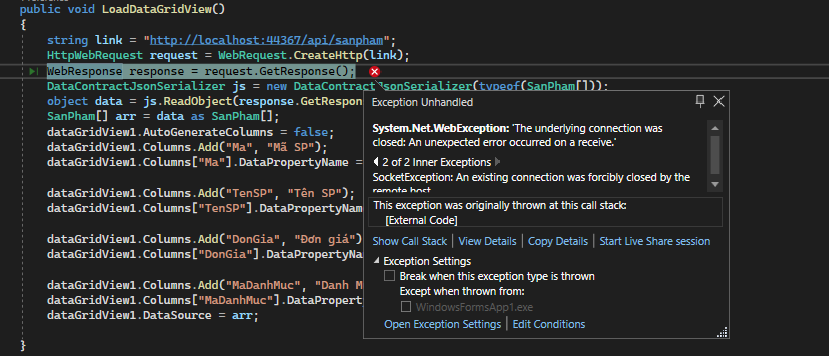 public void LoadDataGridView()
{
string link = "http://localhost:44367/api/sanpham";
HttpWebRequest request = WebRequest.CreateHttp(link);
WebResponse response = request.GetResponse();
DataContractJsonSerializer js = new DataContractJsonSerializer(typeof(SanPham[]));
object data = js.ReadObject(response.GetRespon
SanPham[] arr = data as SanPham[];
dataGridView1.AutoGenerateColumns = false;
dataGridView1.Columns.Add("Ma", "Mã SP");
dataGridView1.Columns["Ma"].DataPropertyName =
dataGridView1.Columns.Add("TenSP", "Tên SP");
dataGridView1.Columns["TenSP"].DataPropertyNam
dataGridView1.Columns.Add("DonGia", "Đơn giá")
dataGridView1.Columns["DonGia"].DataPropertyNa
dataGridView1.Columns.Add("MaDanhMuc", "Danh M
dataGridView1.Columns["MaDanhMuc"].DataPropert
dataGridView1.DataSource = arr;
}
Exception Unhandled
System.Net.WebException: 'The underlying connection was
closed: An unexpected error occurred on a receive.'
2 of 2 Inner Exceptions
SocketException: An existing connection was forcibly closed by the
remote host
This exception was originally thrown at this call stack:
[External Code]
Show Call Stack | View Details | Copy Details | Start Live Share session
Exception Settings
Break when this exception type is thrown
Except when thrown from:
WindowsFormsApp1.exe
Open Exception Settings | Edit Conditions